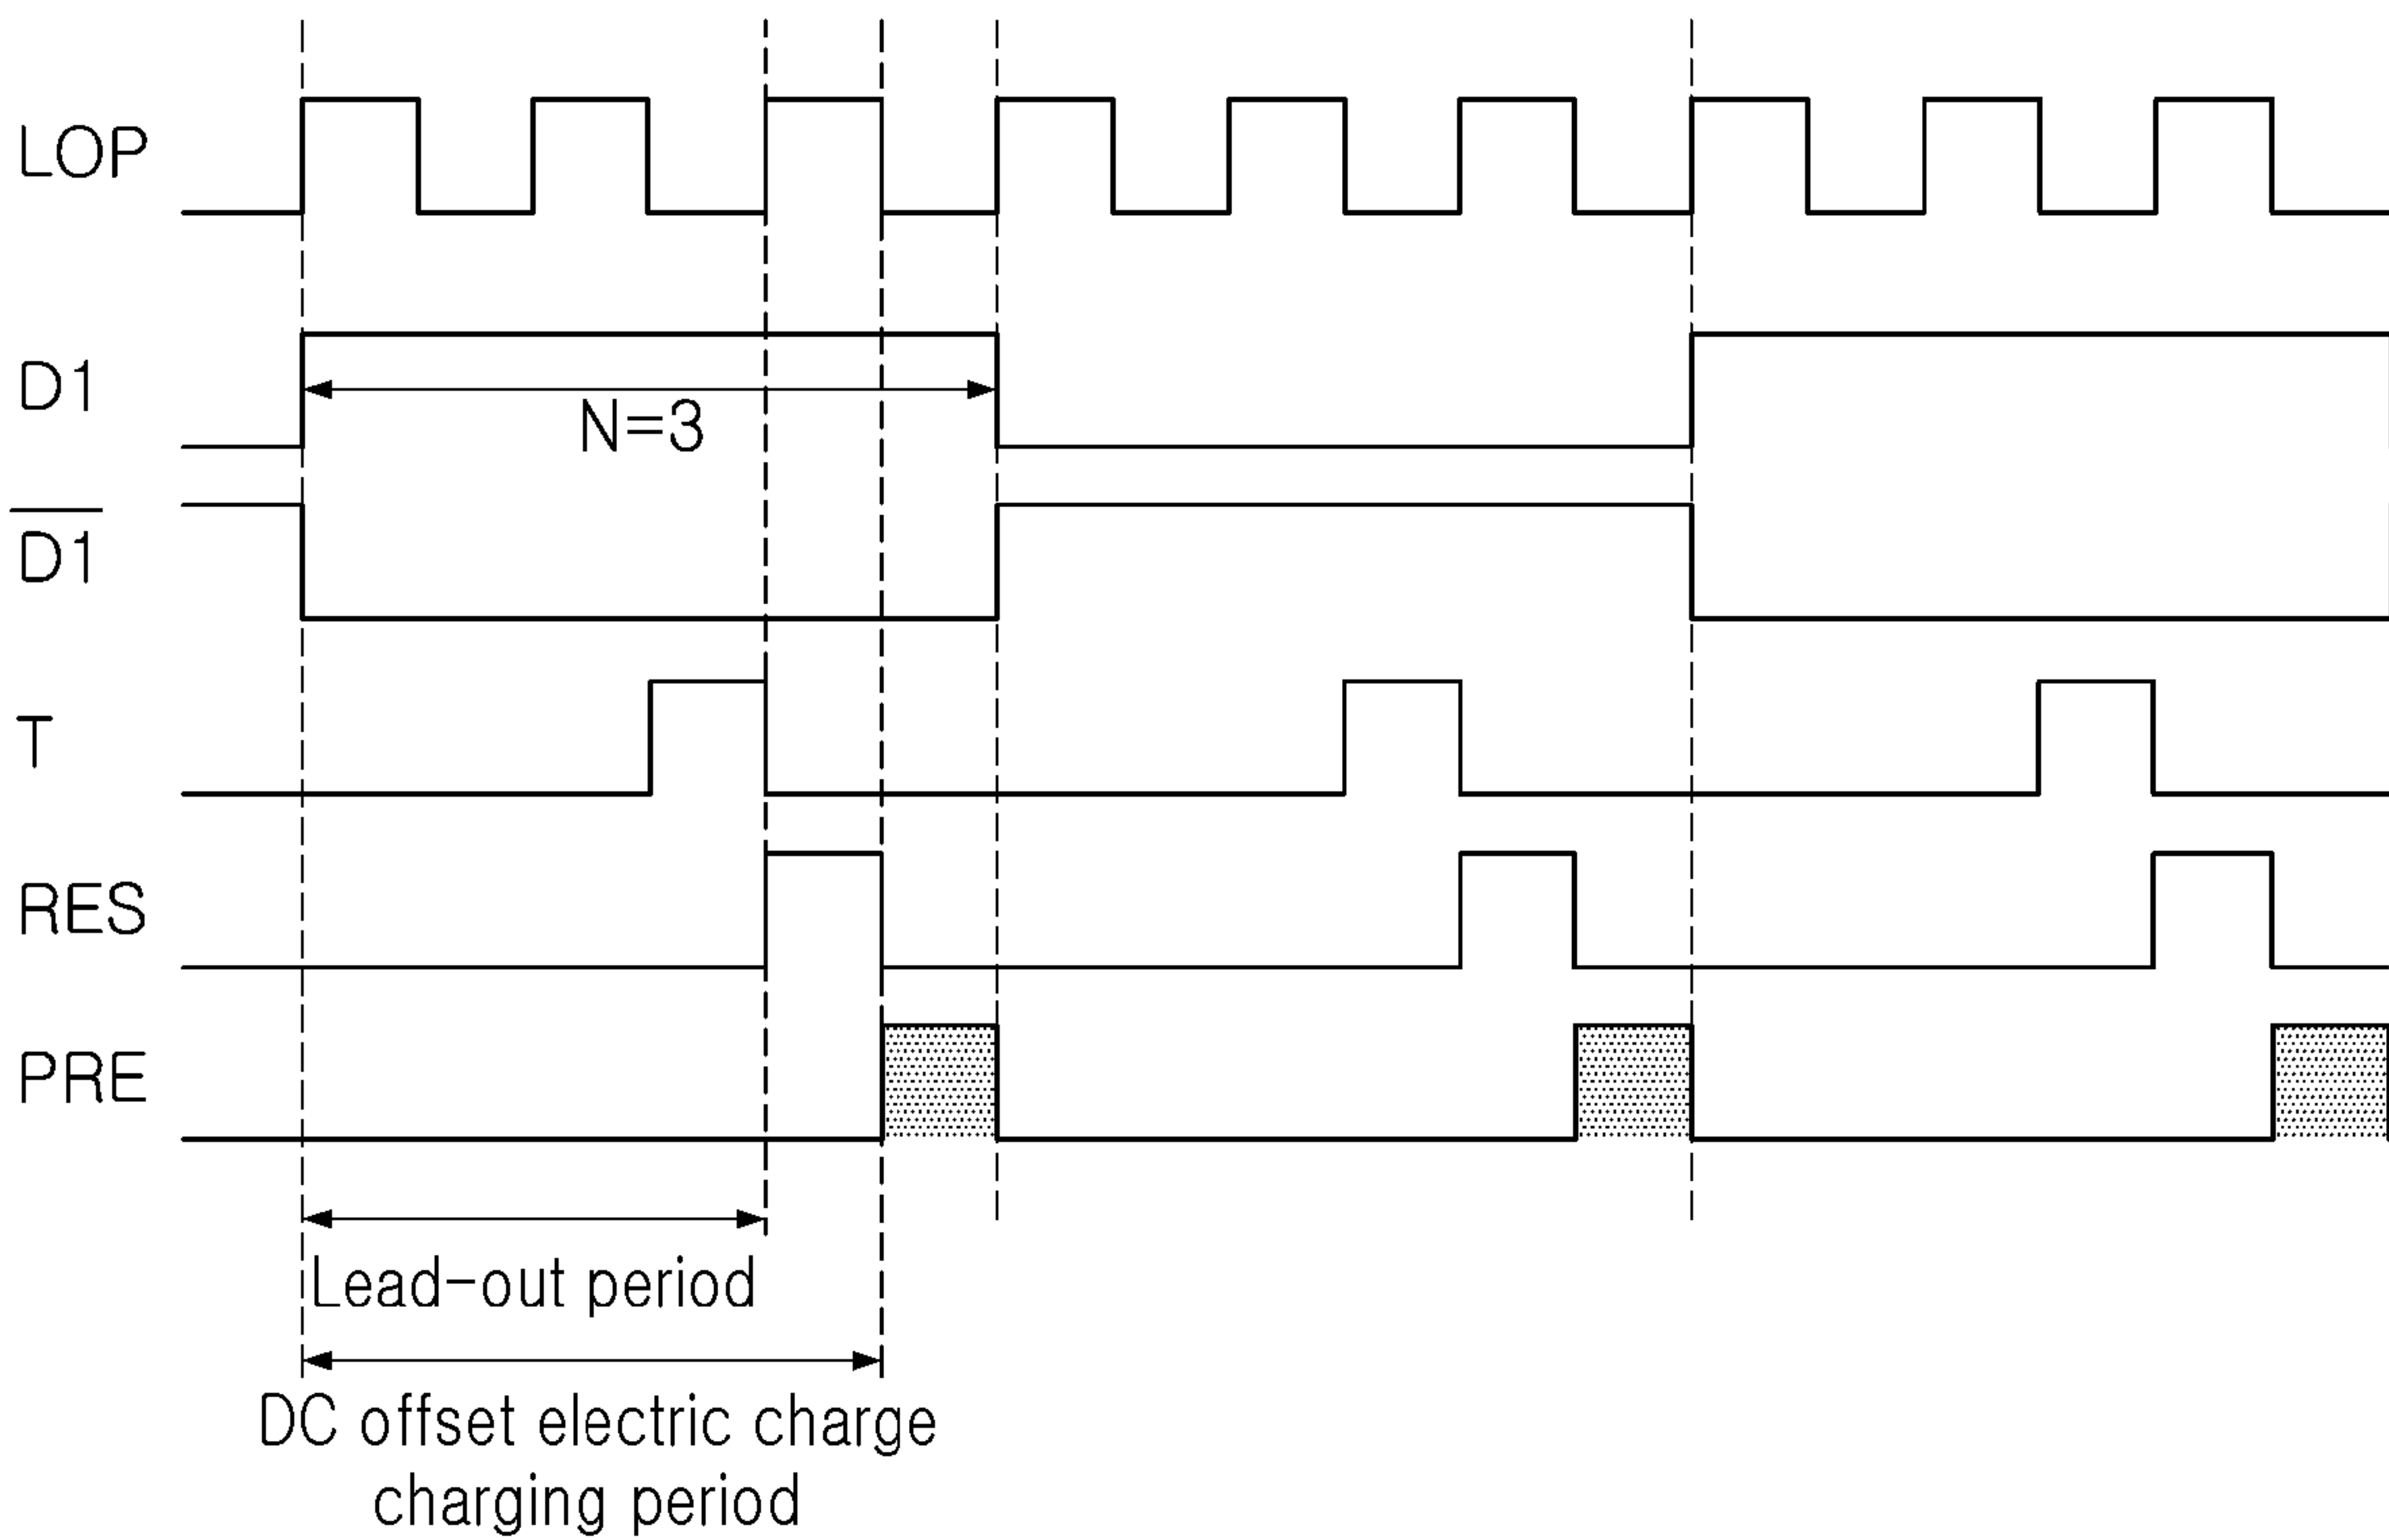 LOP
D1
N=3
D1
T
RES
PRE
Lead-out period
DC offset electric charge
charging period